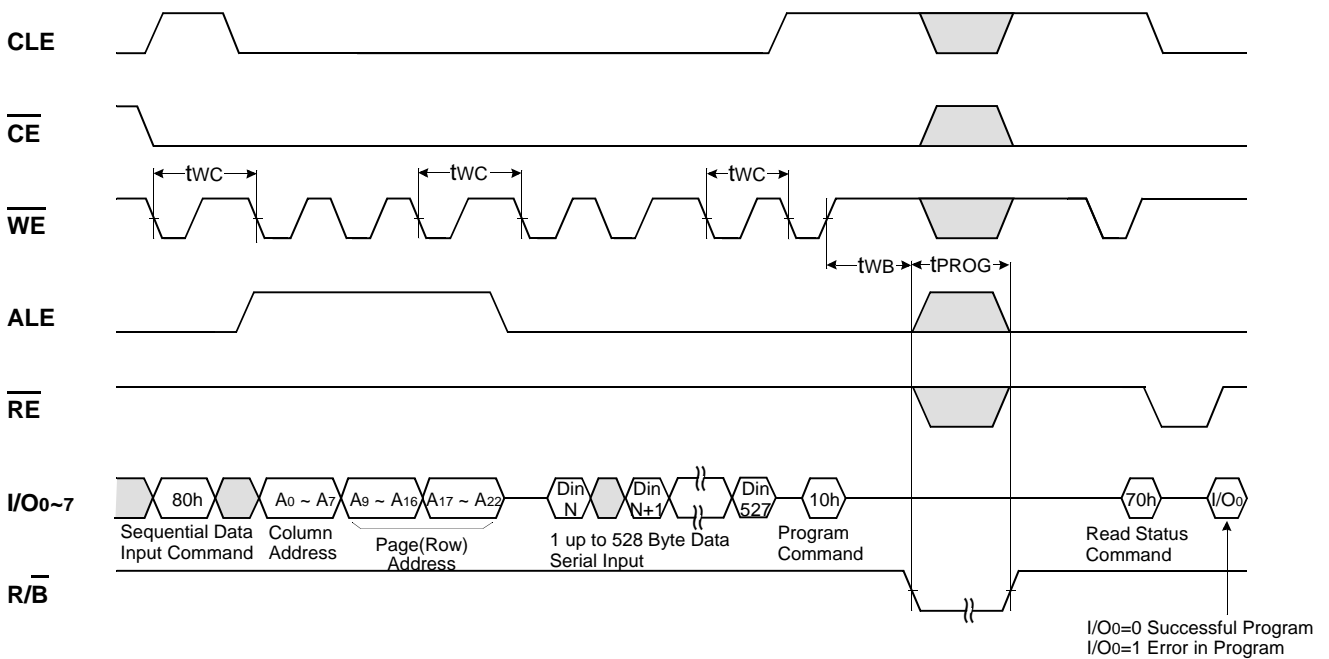 CLE
CE
tWC tWC tWC
WE
tWB tPROG
ALE
RE
I/O0~7
80h A0 ~ A7 A9 ~ A16 A17 ~ A22 Din N Din N+1 Din 527 10h 70h I/O0
Sequential Data Input Command
Column Address
Page(Row) Address
1 up to 528 Byte Data Serial Input
Program Command
Read Status Command
R/B
I/O0=0 Successful Program
I/O0=1 Error in Program